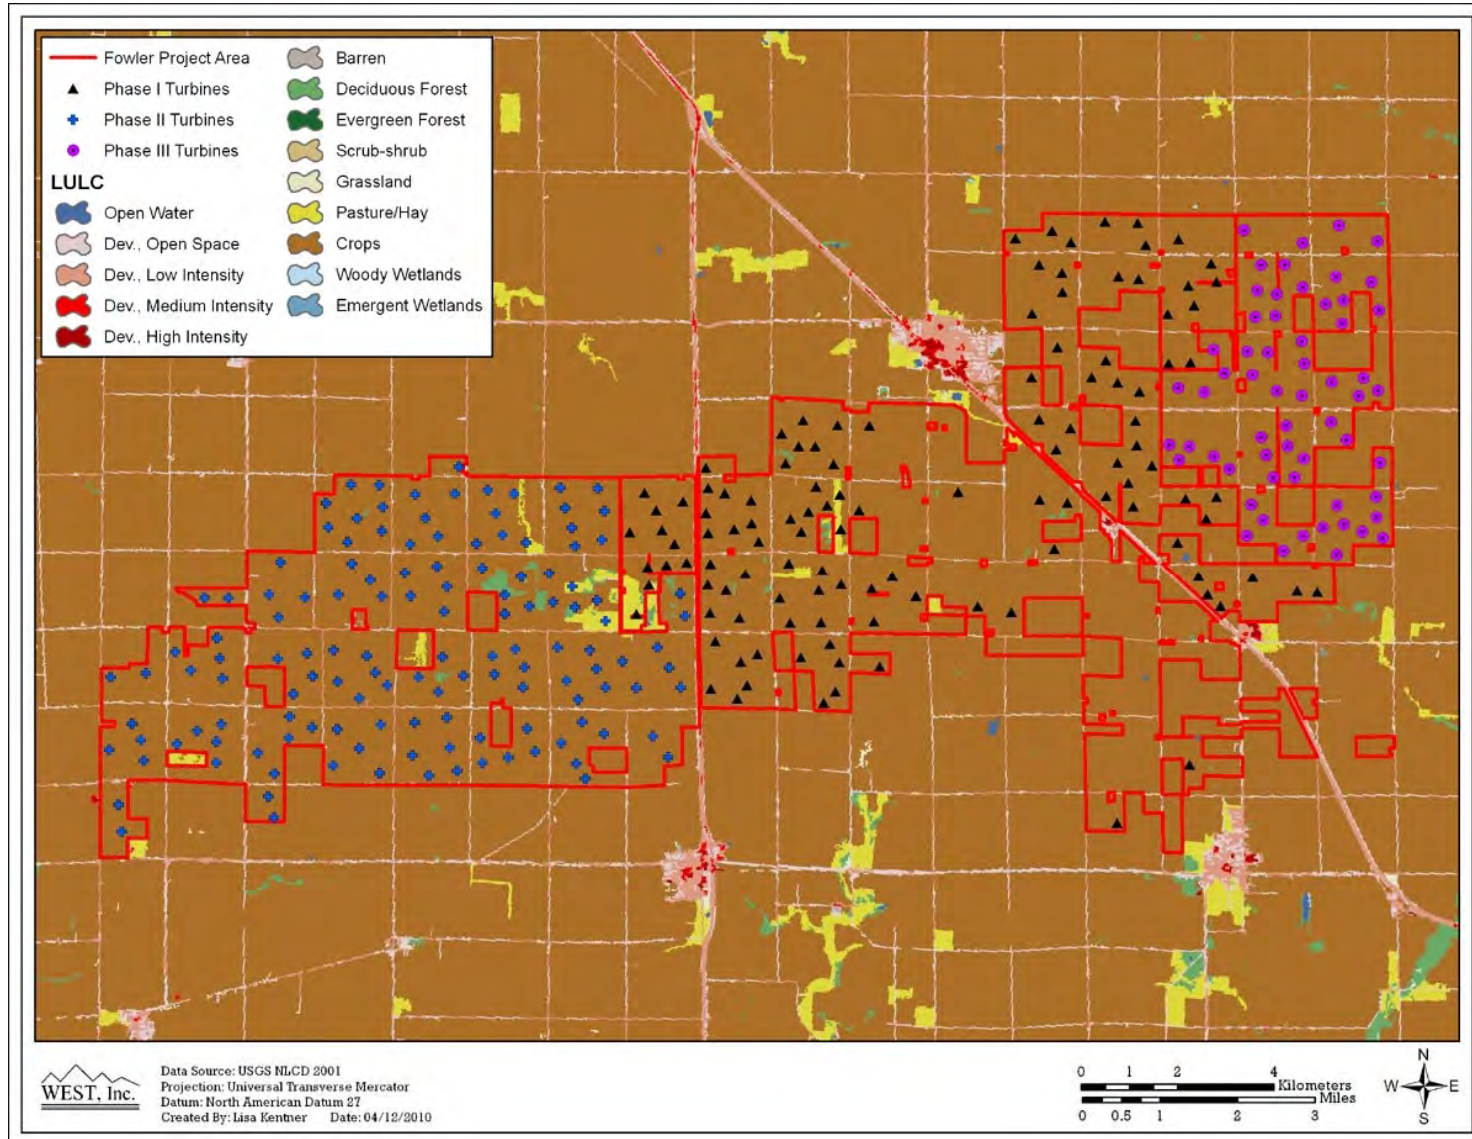 Fowler Project Area
Phase I Turbines
Phase II Turbines
Phase III Turbines
LULC
Open Water
Dev., Open Space
Dev., Low Intensity
Dev., Medium Intensity
Dev., High Intensity
Barren
Deciduous Forest
Evergreen Forest
Scrub-shrub
Grassland
Pasture/Hay
Crops
Woody Wetlands
Emergent Wetlands
WEST, Inc.
Data Source: USGS NLCD 2001
Projection: Universal Transverse Mercator
Datum: North American Datum 27
Created By: Lisa Kentner Date: 04/12/2010
0 1 2 4
Kilometers
Miles
0 0.5 1 2 3
N
W E
S